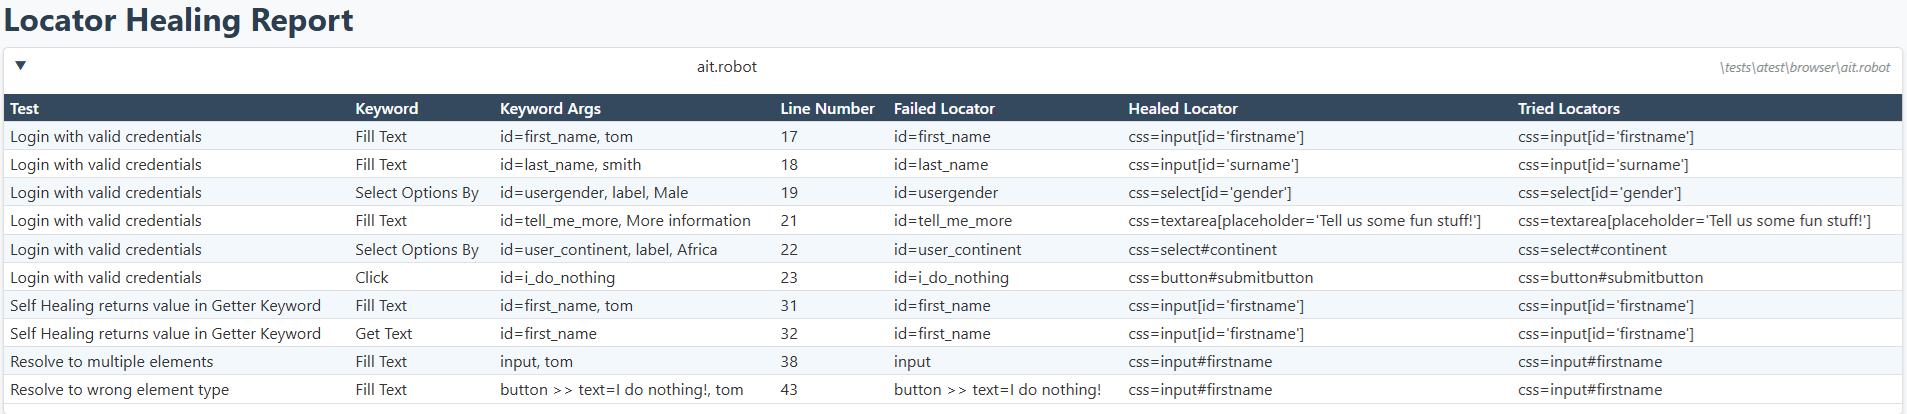 Locator Healing Report
▼ ait.robot \tests\atest\browser\ait.robot
Test Keyword Keyword Args Line Number Failed Locator Healed Locator Tried Locators
Login with valid credentials Fill Text id=first_name, tom 17 id=first_name css=input[id='firstname'] css=input[id='firstname']
Login with valid credentials Fill Text id=last_name, smith 18 id=last_name css=input[id='surname'] css=input[id='surname']
Login with valid credentials Select Options By id=usergender, label, Male 19 id=usergender css=select[id='gender'] css=select[id='gender']
Login with valid credentials Fill Text id=tell_me_more, More information 21 id=tell_me_more css=textarea[placeholder='Tell us some fun stuff!'] css=textarea[placeholder='Tell us some fun stuff!']
Login with valid credentials Select Options By id=user_continent, label, Africa 22 id=user_continent css=select#continent css=select#continent
Login with valid credentials Click id=i_do_nothing 23 id=i_do_nothing css=button#submitbutton css=button#submitbutton
Self Healing returns value in Getter Keyword Fill Text id=first_name, tom 31 id=first_name css=input[id='firstname'] css=input[id='firstname']
Self Healing returns value in Getter Keyword Get Text id=first_name 32 id=first_name css=input[id='firstname'] css=input[id='firstname']
Resolve to multiple elements Fill Text input, tom 38 input css=input#firstname css=input#firstname
Resolve to wrong element type Fill Text button >> text=I do nothing!, tom 43 button >> text=I do nothing! css=input#firstname css=input#firstname